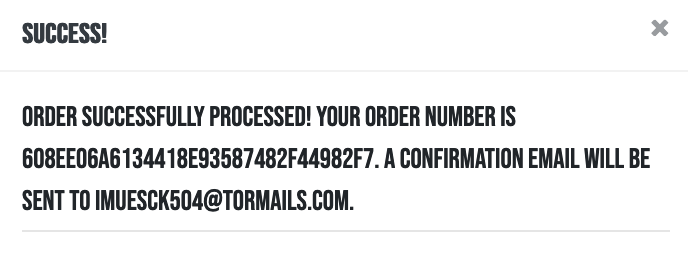 SUCCESS!
ORDER SUCCESSFULLY PROCESSED! YOUR ORDER NUMBER IS
608EE06A6134418E93587482F44982F7. A CONFIRMATION EMAIL WILL BE
SENT TO IMUESCK504@TORMAILS.COM.